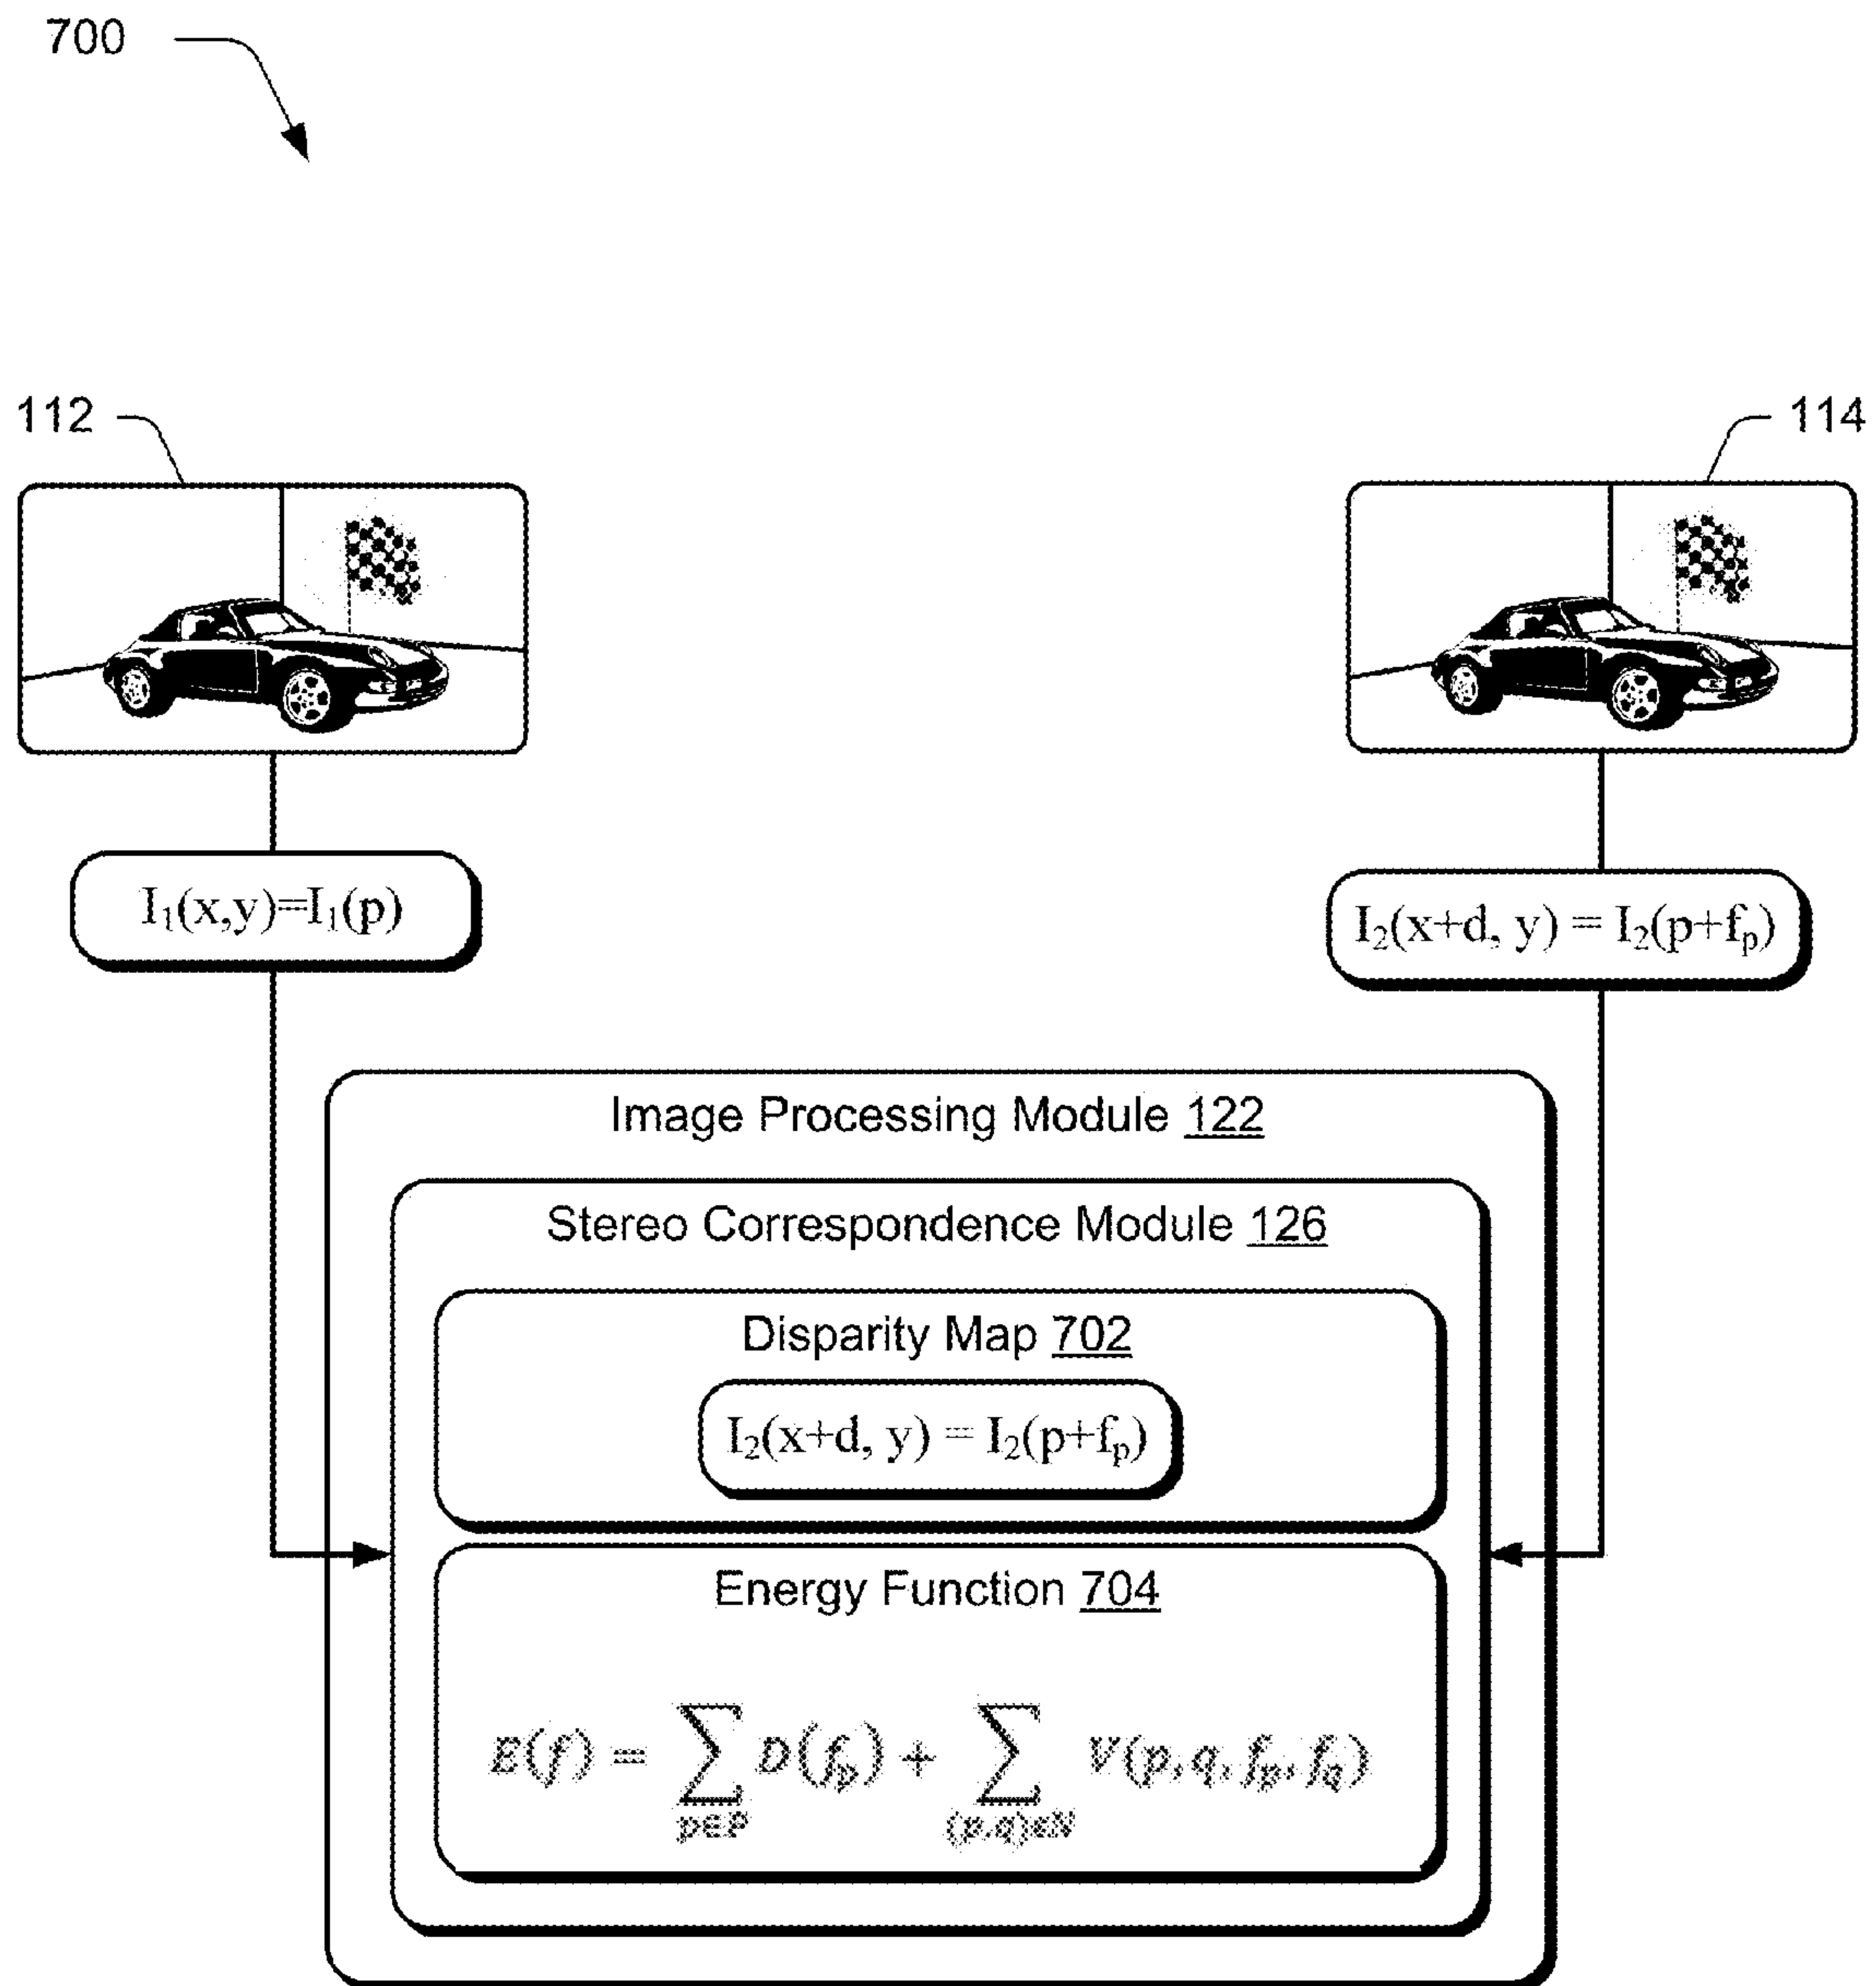 700
112
114
I₁(x,y)=I₁(p)
I₂(x+d, y) = I₂(p+fₚ)
Image Processing Module 122
Stereo Correspondence Module 126
Disparity Map 702
I₂(x+d, y) = I₂(p+fₚ)
Energy Function 704
E(f) = ∑ D(fₚ) + ∑ V(p, q, fₚ, f_q)
p∈P (p,q)∈N